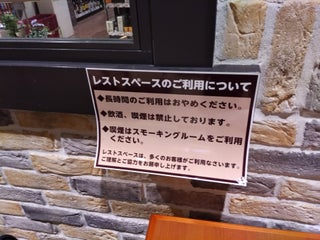 レストスペースのご利用について
◆長時間のご利用はおやめください。
◆飲酒、喫煙は禁止しております。
◆喫煙はスモーキングルームをご利用
ください。
レストスペースは、多くのお客様がご利用なさいます。
ご理解とご協力をお願申し上げます。